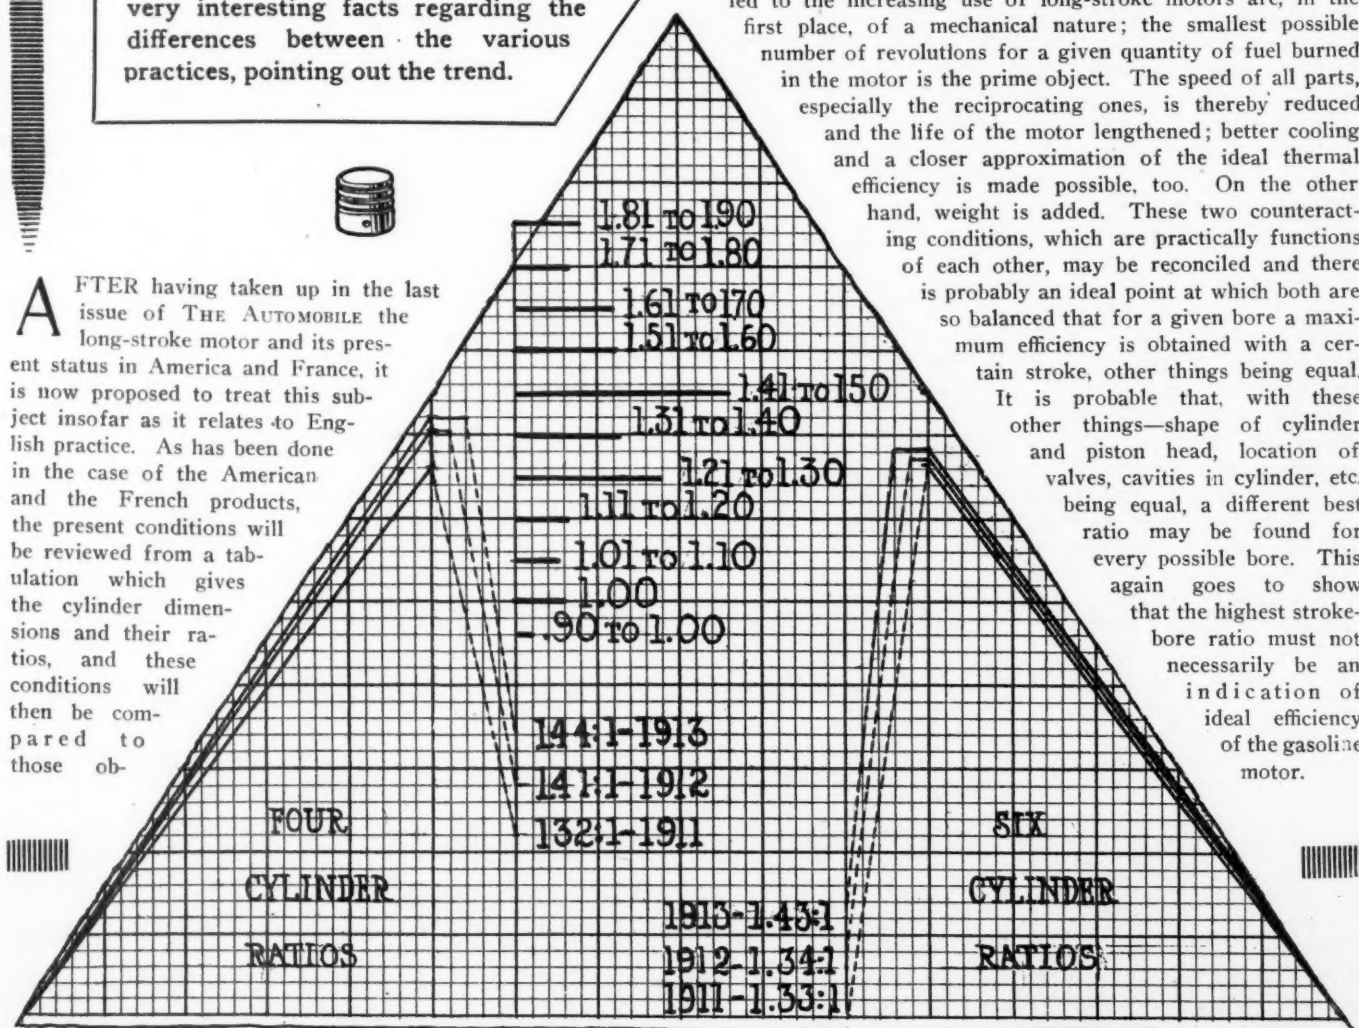 very interesting facts regarding the
differences between the various
practices, pointing out the trend.
AFTER having taken up in the last
issue of THE AUTOMOBILE the
long-stroke motor and its pres-
ent status in America and France, it
is now proposed to treat this sub-
ject insofar as it relates to Eng-
lish practice. As has been done
in the case of the American
and the French products,
the present conditions will
be reviewed from a tab-
ulation which gives
the cylinder dimen-
sions and their ra-
tios, and these
conditions will
then be com-
pared to
those ob-
led to the increasing use of long-stroke motors are, in the
first place, of a mechanical nature; the smallest possible
number of revolutions for a given quantity of fuel burned
in the motor is the prime object. The speed of all parts,
especially the reciprocating ones, is thereby reduced
and the life of the motor lengthened; better cooling
and a closer approximation of the ideal thermal
efficiency is made possible, too. On the other
hand, weight is added. These two counteract-
ing conditions, which are practically functions
of each other, may be reconciled and there
is probably an ideal point at which both are
so balanced that for a given bore a maxi-
mum efficiency is obtained with a cer-
tain stroke, other things being equal.
It is probable that, with these
other things—shape of cylinder
and piston head, location of
valves, cavities in cylinder, etc.
being equal, a different best
ratio may be found for
every possible bore. This
again goes to show
that the highest stroke-
bore ratio must not
necessarily be an
indication of
ideal efficiency
of the gasoline
motor.
1.81 TO 1.90
1.71 TO 1.80
1.61 TO 170
1.51 TO 1.60
1.41 TO 150
1.31 TO 1.40
1.21 TO 1.30
1.11 TO 1.20
1.01 TO 1.10
1.00
.90 TO 1.00
144:1-1913
141:1-1912
132:1-1911
FOUR
CYLINDER
RATIOS
1913-1.43:1
1912-1.34:1
1911-1.33:1
SIX
CYLINDER
RATIOS